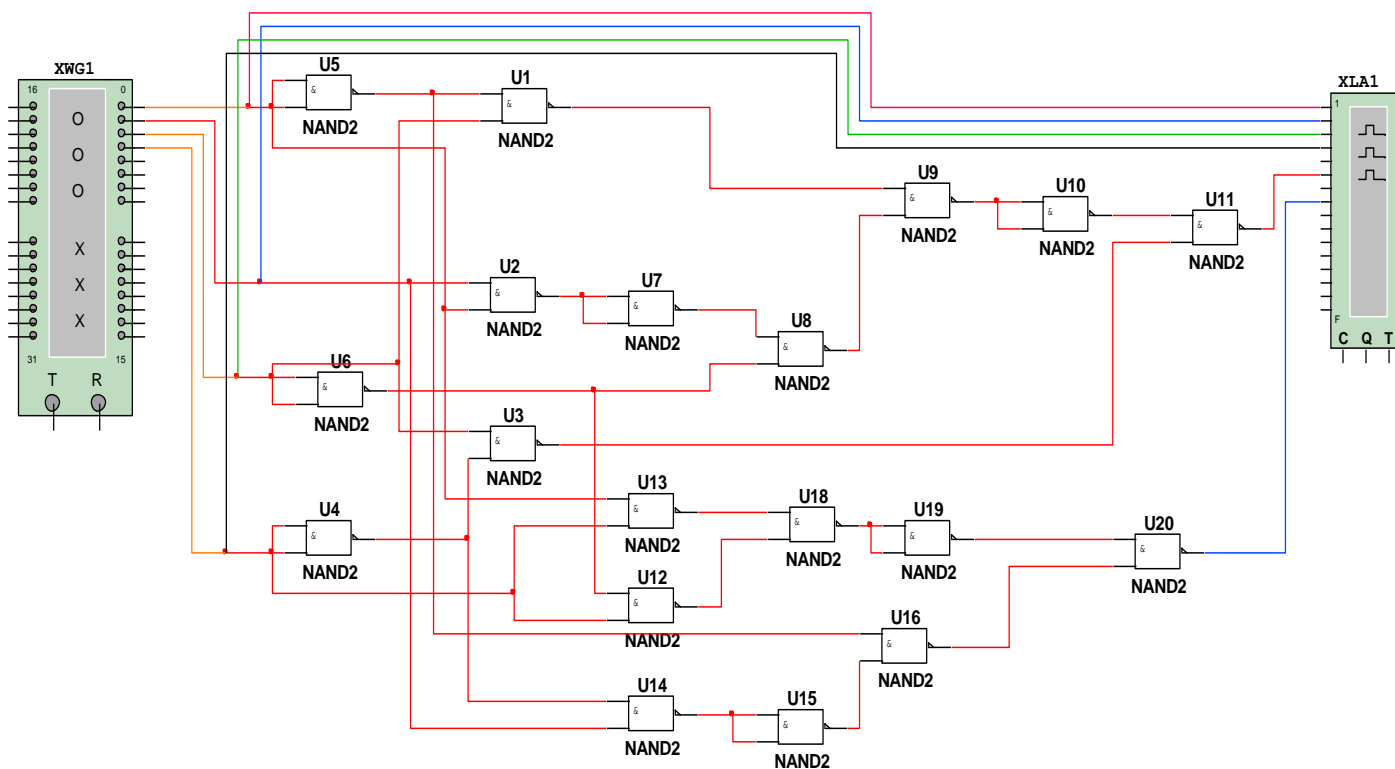 XWG1
16 0
O
O
O
X
X
X
31 15
T R
U5
&
NAND2
U1
&
NAND2
U9
&
NAND2
U10
&
NAND2
U11
&
NAND2
XLA1
1
F
C Q T
U2
&
NAND2
U7
&
NAND2
U8
&
NAND2
U6
&
NAND2
U3
&
NAND2
U4
&
NAND2
U13
&
NAND2
U18
&
NAND2
U19
&
NAND2
U20
&
NAND2
U12
&
NAND2
U16
&
NAND2
U14
&
NAND2
U15
&
NAND2